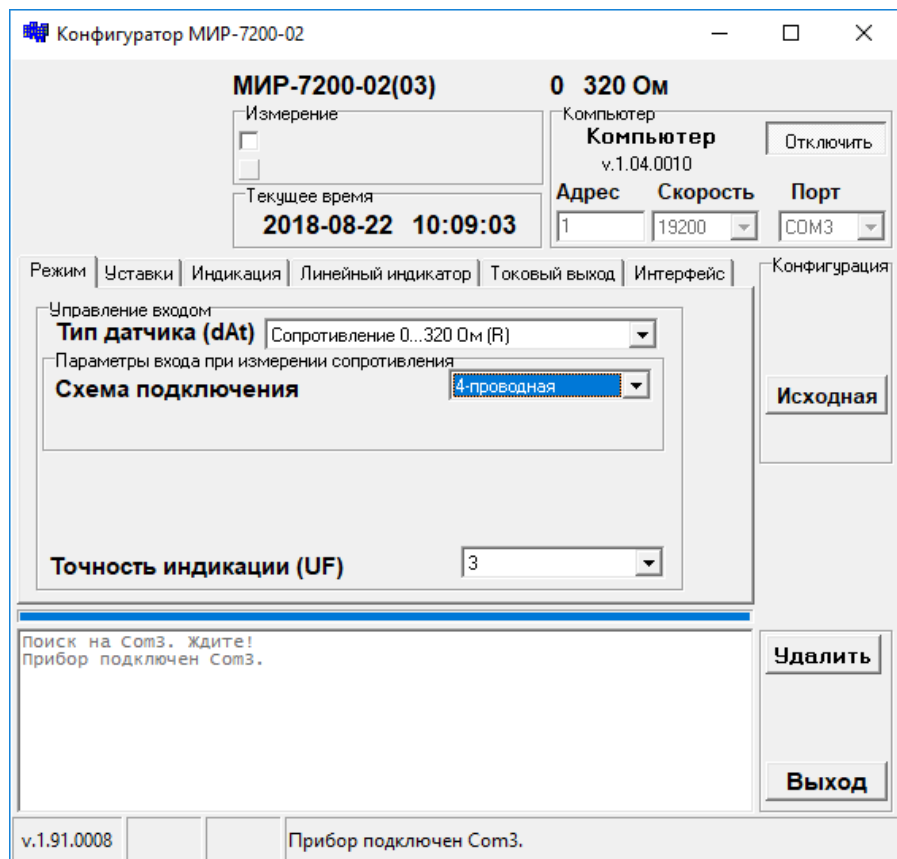 Конфигуратор МИР-7200-02
МИР-7200-02(03) 0 320 Ом
Измерение
Компьютер
Компьютер
Отключить
v.1.04.0010
Текущее время
2018-08-22 10:09:03
Адрес Скорость Порт
1 19200 COM3
Режим Уставки Индикация Линейный индикатор Токовый выход Интерфейс
Конфигурация
Управление входом
Тип датчика (dAt) Сопротивление 0...320 Ом (R)
Параметры входа при измерении сопротивления
Схема подключения 4-проводная
Исходная
Точность индикации (UF) 3
Поиск на Com3. Ждите!
Прибор подключен Com3.
Удалить
Выход
v.1.91.0008 Прибор подключен Com3.